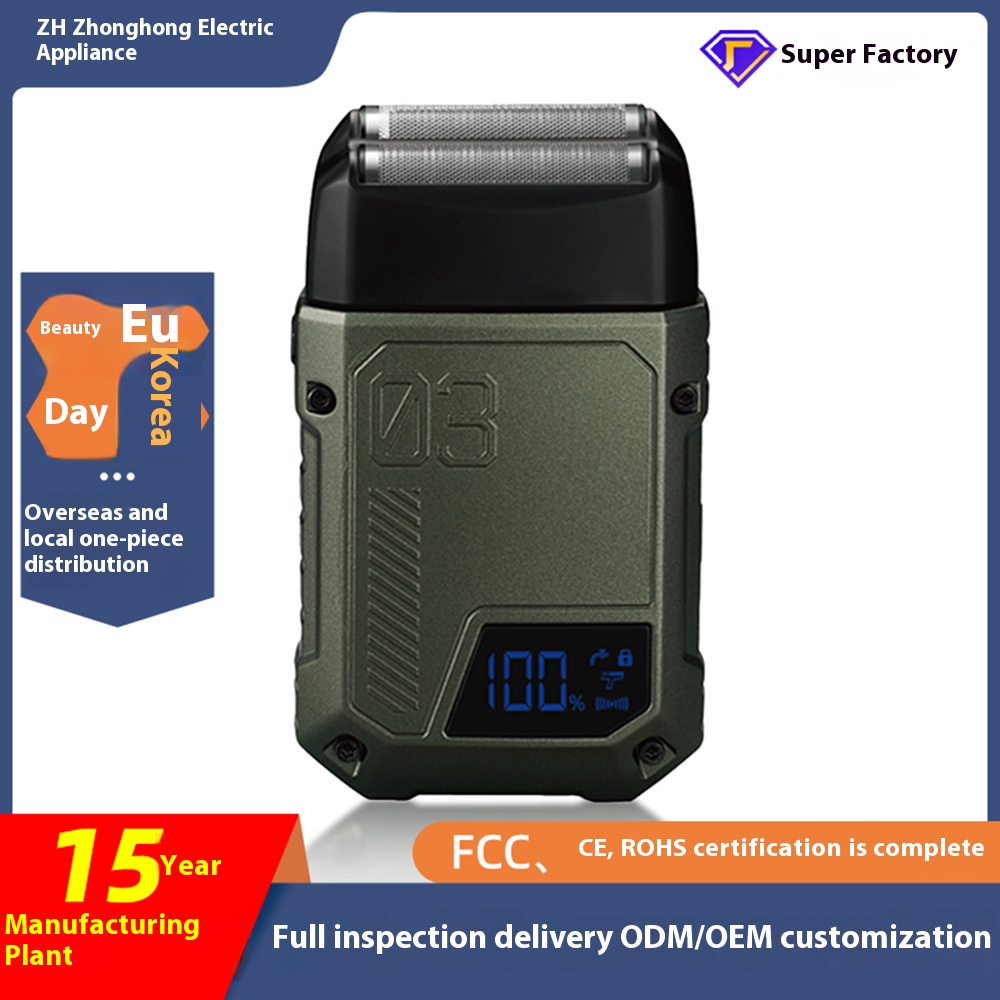 ZH Zhonghong Electric
Appliance
Super Factory
Beauty
Eu
Korea
Day
Overseas and
local one-piece
distribution
03
100%
15 Year
Manufacturing
Plant
FCC、
CE, ROHS certification is complete
Full inspection delivery ODM/OEM customization